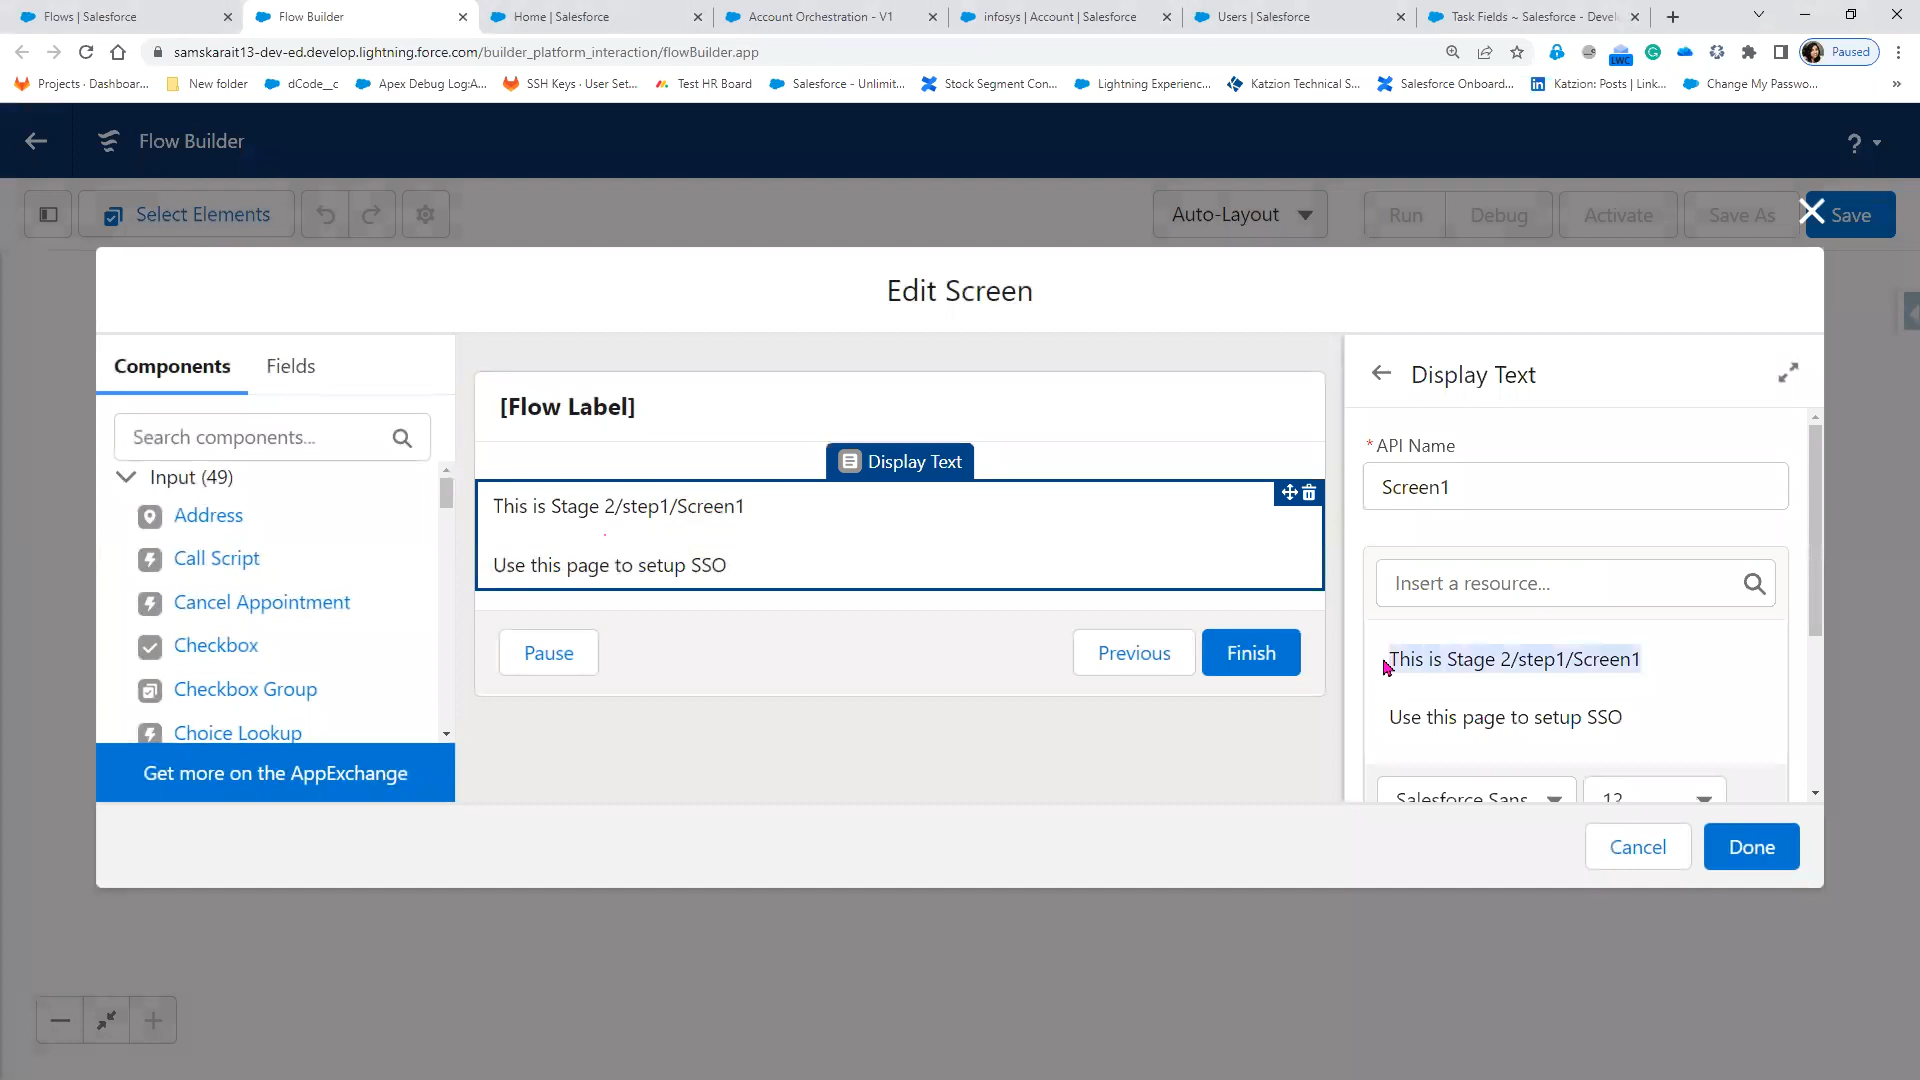 Flows | Salesforce
Flow Builder
Home | Salesforce
Account Orchestration - V1
infosys | Account | Salesforce
Users | Salesforce
Task Fields ~ Salesforce - Devel
samskarait13-dev-ed.develop.lightning.force.com/builder_platform_interaction/flowBuilder.app
LWC
Paused
Projects · Dashboar...
New folder
dCode__c
Apex Debug Log:A...
SSH Keys · User Set...
Test HR Board
Salesforce - Unlimit...
Stock Segment Con...
Lightning Experienc...
Katzion Technical S...
Salesforce Onboard...
Katzion: Posts | Link...
Change My Passwo...
»
Flow Builder
?
Select Elements
Auto-Layout
Run
Debug
Activate
Save As
Save
Edit Screen
Components
Fields
Search components...
Input (49)
Address
Call Script
Cancel Appointment
Checkbox
Checkbox Group
Choice Lookup
Get more on the AppExchange
[Flow Label]
Display Text
This is Stage 2/step1/Screen1
Use this page to setup SSO
Pause
Previous
Finish
Display Text
*API Name
Screen1
Insert a resource...
This is Stage 2/step1/Screen1
Use this page to setup SSO
Salesforce Sans
12
Cancel
Done